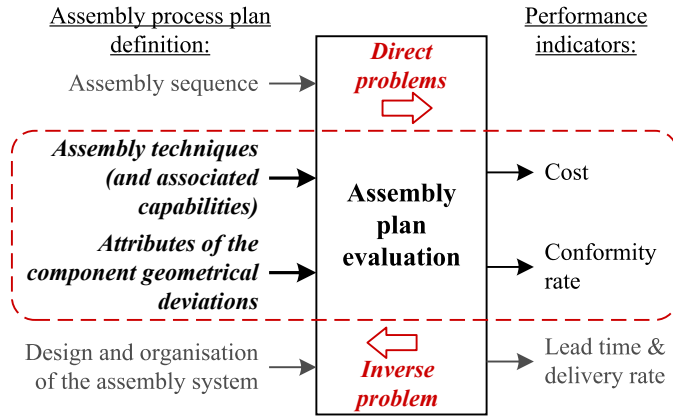 Assembly process plan
definition:
Performance
indicators:
Direct
problems
Assembly sequence
Assembly techniques
(and associated
capabilities)
Cost
Assembly
plan
evaluation
Attributes of the
component geometrical
deviations
Conformity
rate
Design and organisation
of the assembly system
Inverse
problem
Lead time &
delivery rate